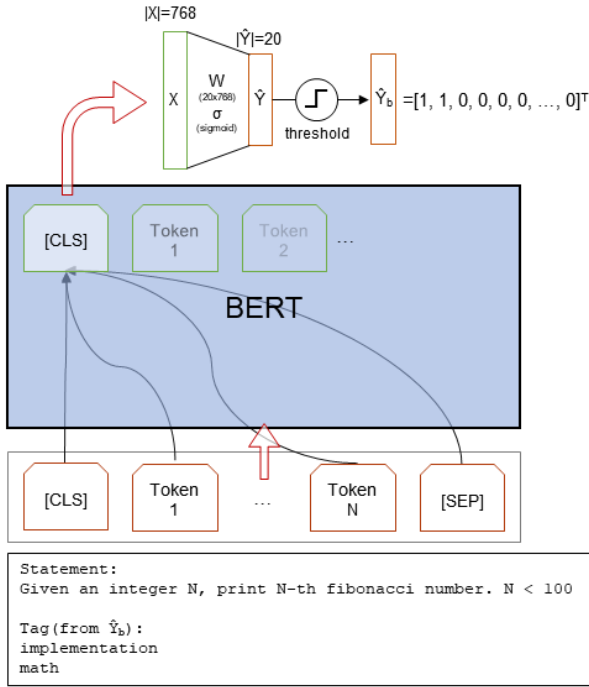 |X|=768
|Ŷ|=20
X
W
(20x768)
σ
(sigmoid)
Ŷ
threshold
Ŷb
=[1, 1, 0, 0, 0, 0, ..., 0]ᵀ
[CLS]
Token
1
Token
2
...
BERT
[CLS]
Token
1
...
Token
N
[SEP]
Statement:
Given an integer N, print N-th fibonacci number. N < 100
Tag(from Ŷb):
implementation
math